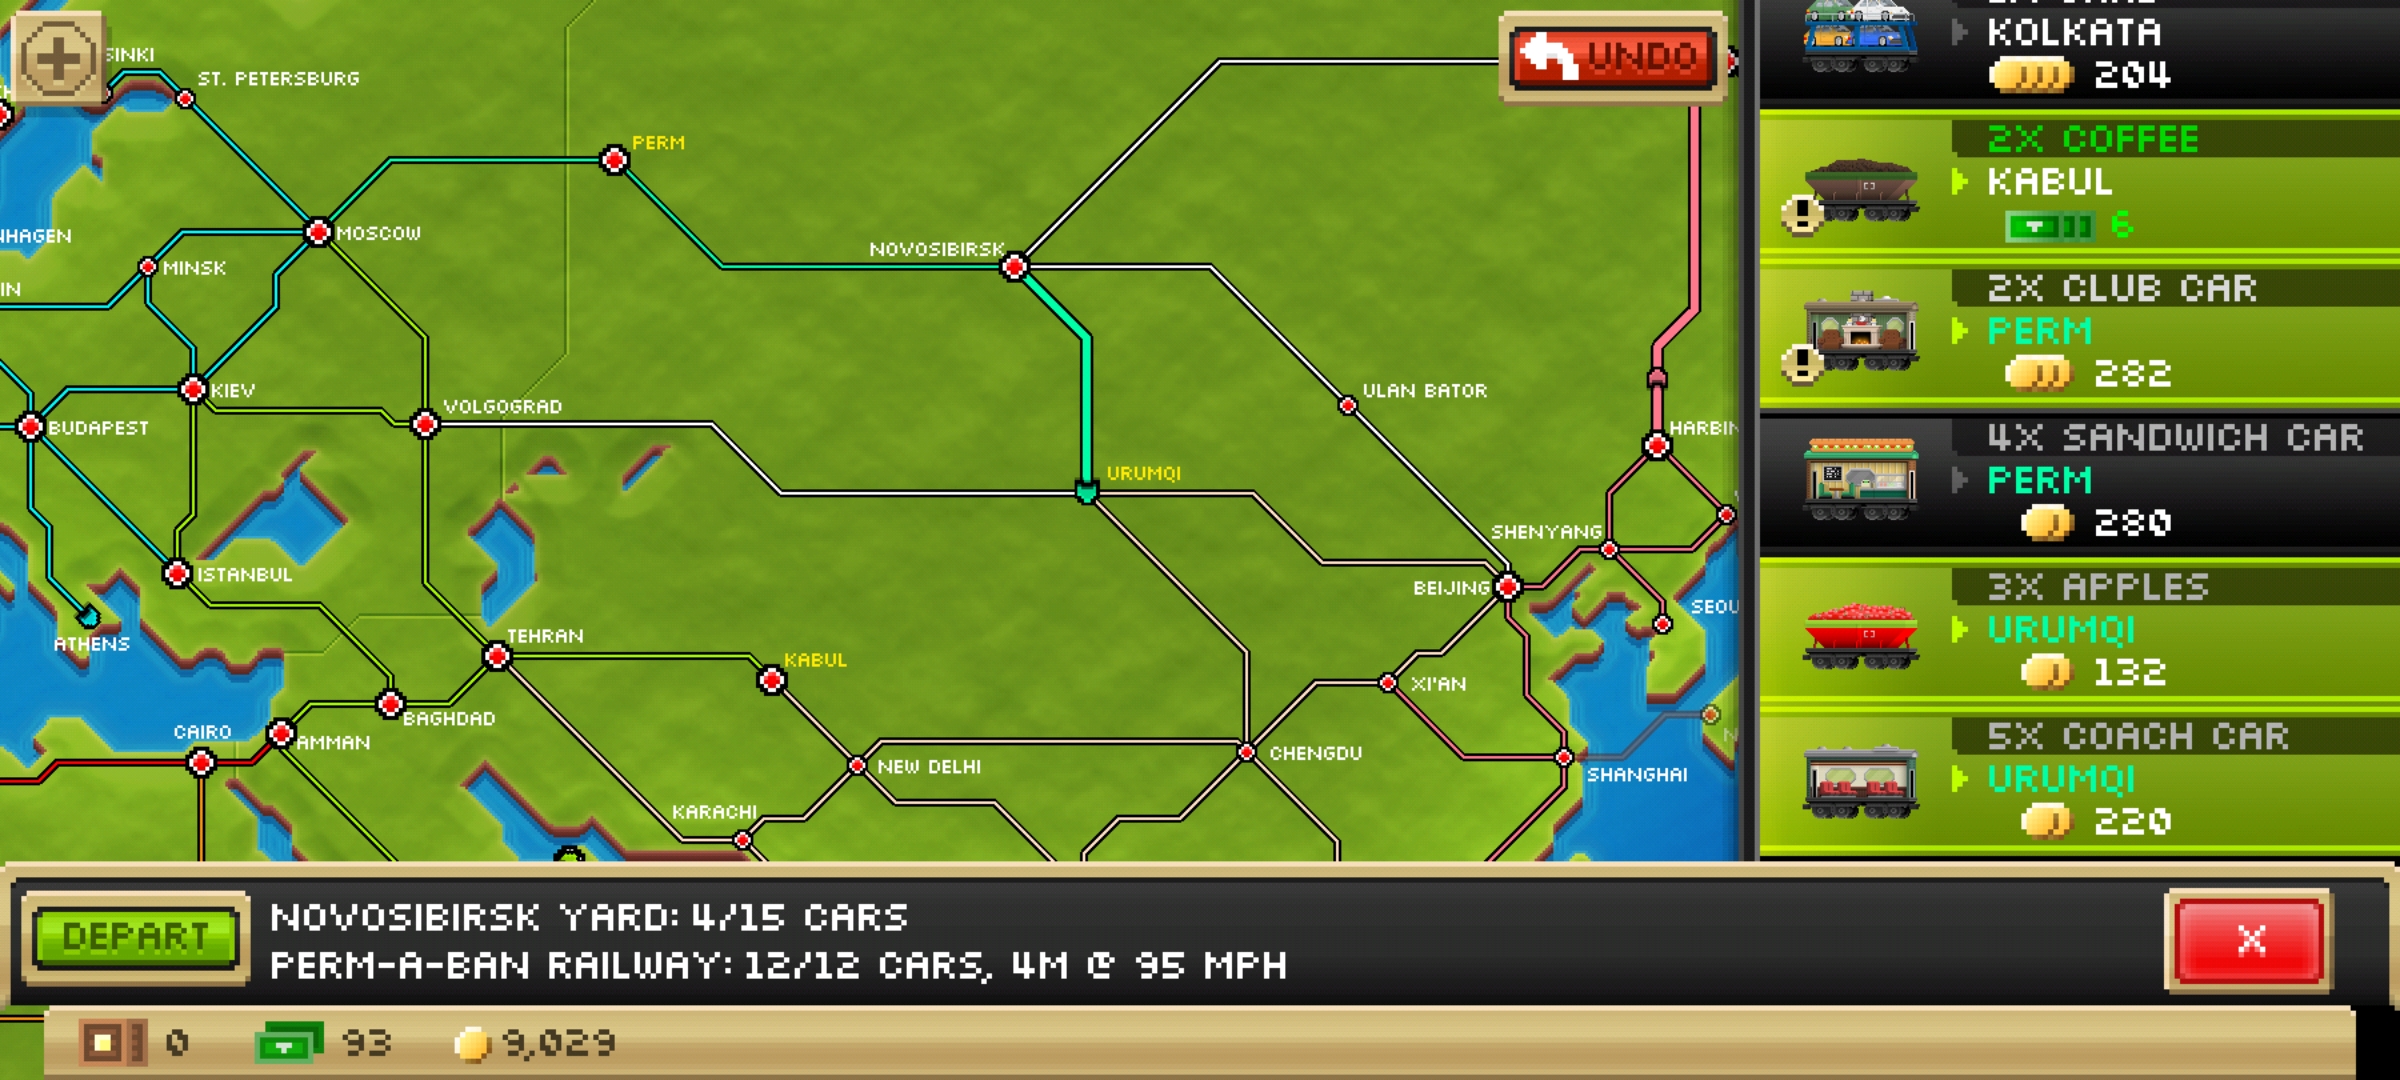 SINKI
ST. PETERSBURG
PERM
MOSCOW
NHAGEN
MINSK
NOVOSIBIRSK
IN
KIEV
ULAN BATOR
BUDAPEST
VOLGOGRAD
HARBIN
URUMQI
SHENYANG
ISTANBUL
BEIJING
SEOU
ATHENS
TEHRAN
KABUL
XI'AN
CAIRO
BAGHDAD
AMMAN
NEW DELHI
CHENGDU
SHANGHAI
KARACHI
UNDO
KOLKATA
204
2X COFFEE
KABUL
6
2X CLUB CAR
PERM
282
4X SANDWICH CAR
PERM
280
3X APPLES
URUMQI
132
5X COACH CAR
URUMQI
220
DEPART
NOVOSIBIRSK YARD: 4/15 CARS
PERM-A-BAN RAILWAY: 12/12 CARS, 4M @ 95 MPH
X
0
93
9,029